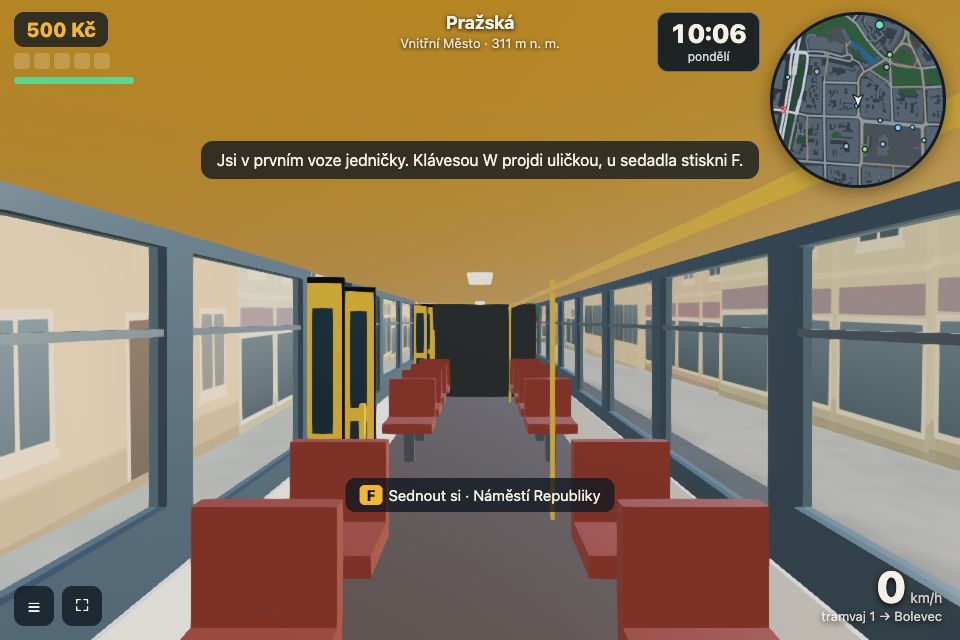 500 Kč
Pražská
Vnitřní Město · 311 m n. m.
10:06
pondělí
Jsi v prvním voze jedničky. Klávesou W projdi uličkou, u sedadla stiskni F.
F Sednout si · Náměstí Republiky
0 km/h
tramvaj 1 → Bolevec